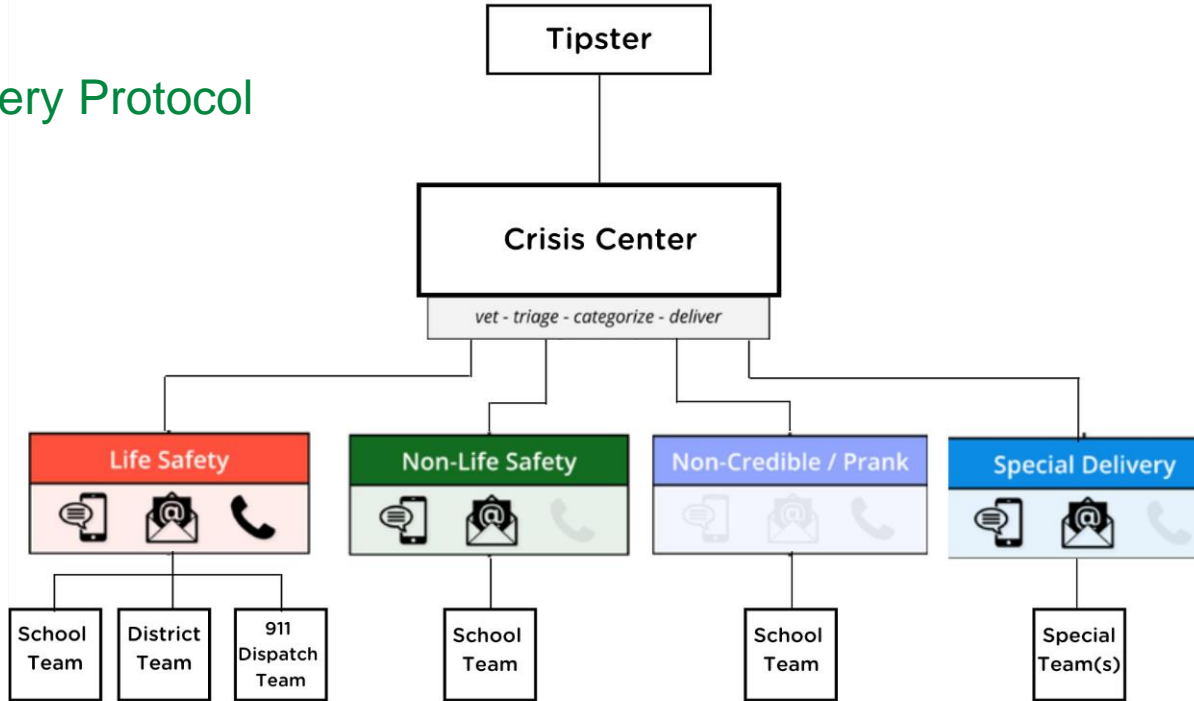 Tipster
ery Protocol
Crisis Center
vet - triage - categorize - deliver
Life Safety
Non-Life Safety
Non-Credible / Prank
Special Delivery
@
@
@
@
School
Team
District
Team
911
Dispatch
Team
School
Team
School
Team
Special
Team(s)